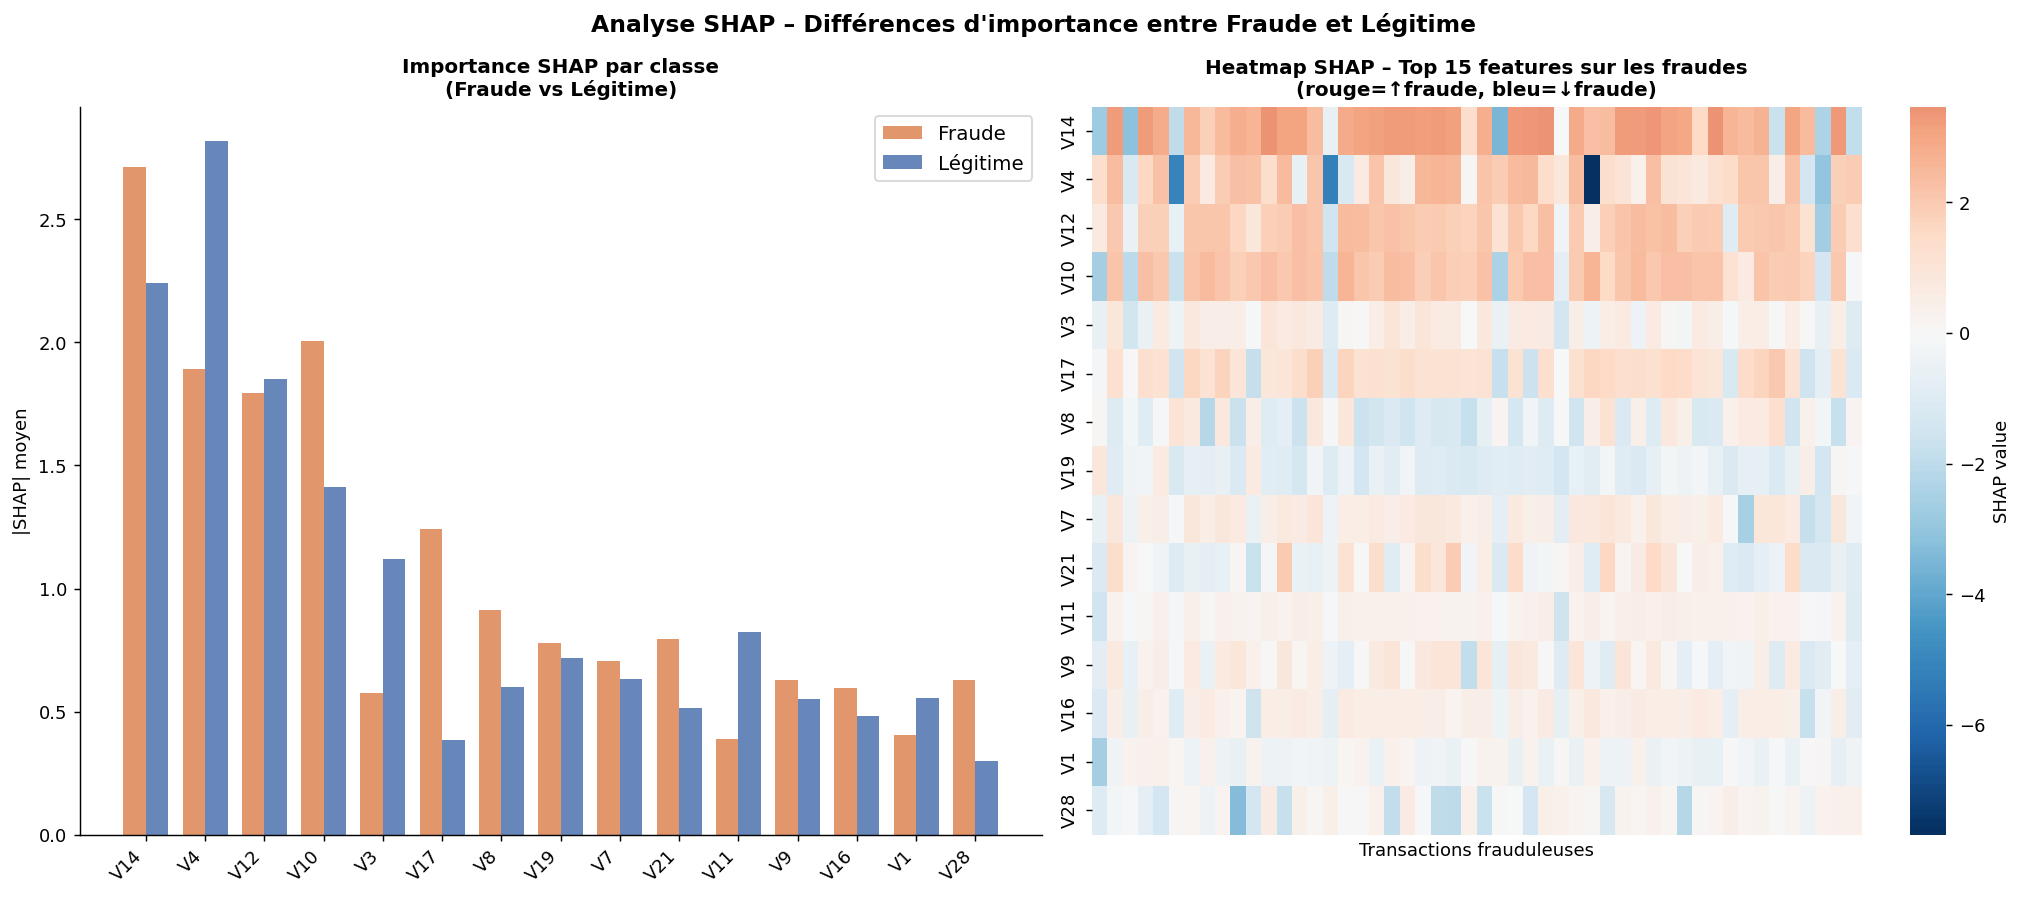 Analyse SHAP – Différences d'importance entre Fraude et Légitime
Importance SHAP par classe
(Fraude vs Légitime)
Fraude
Légitime
|SHAP| moyen
2.5
2.0
1.5
1.0
0.5
0.0
V14
V4
V12
V10
V3
V17
V8
V19
V7
V21
V11
V9
V16
V1
V28
Heatmap SHAP – Top 15 features sur les fraudes
(rouge=↑fraude, bleu=↓fraude)
V14
V4
V12
V10
V3
V17
V8
V19
V7
V21
V11
V9
V16
V1
V28
Transactions frauduleuses
2
0
−2
−4
−6
SHAP value